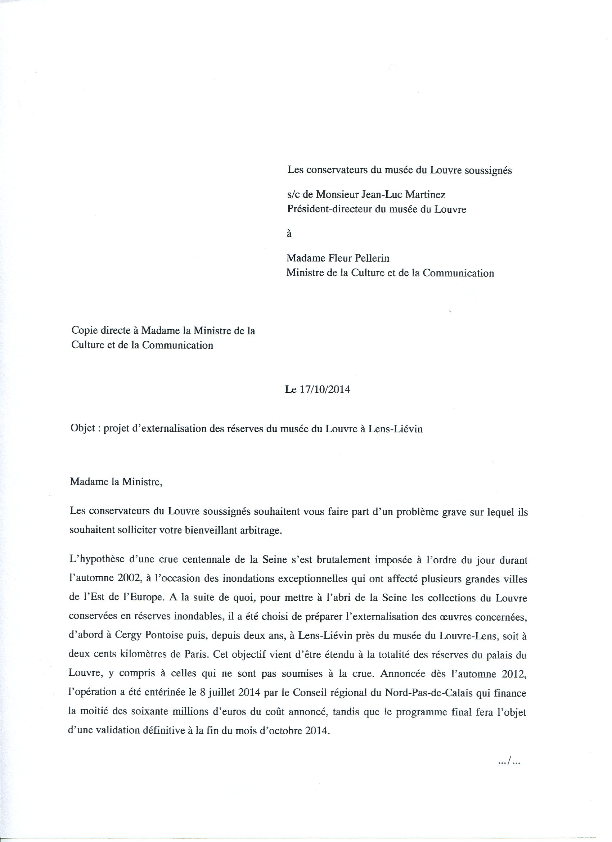 Les conservateurs du musée du Louvre soussignés
s/c de Monsieur Jean-Luc Martinez
Président-directeur du musée du Louvre
à
Madame Fleur Pellerin
Ministre de la Culture et de la Communication
Copie directe à Madame la Ministre de la
Culture et de la Communication
Le 17/10/2014
Objet : projet d'externalisation des réserves du musée du Louvre à Lens-Liévin
Madame la Ministre,
Les conservateurs du Louvre soussignés souhaitent vous faire part d'un problème grave sur lequel ils
souhaitent solliciter votre bienveillant arbitrage.
L'hypothèse d'une crue centennale de la Seine s'est brutalement imposée à l'ordre du jour durant
l'automne 2002, à l'occasion des inondations exceptionnelles qui ont affecté plusieurs grandes villes
de l'Est de l'Europe. A la suite de quoi, pour mettre à l'abri de la Seine les collections du Louvre
conservées en réserves inondables, il a été choisi de préparer l'externalisation des œuvres concernées,
d'abord à Cergy Pontoise puis, depuis deux ans, à Lens-Liévin près du musée du Louvre-Lens, soit à
deux cents kilomètres de Paris. Cet objectif vient d'être étendu à la totalité des réserves du palais du
Louvre, y compris à celles qui ne sont pas soumises à la crue. Annoncée dès l'automne 2012,
l'opération a été entérinée le 8 juillet 2014 par le Conseil régional du Nord-Pas-de-Calais qui finance
la moitié des soixante millions d'euros du coût annoncé, tandis que le programme final fera l'objet
d'une validation définitive à la fin du mois d'octobre 2014.
.../...